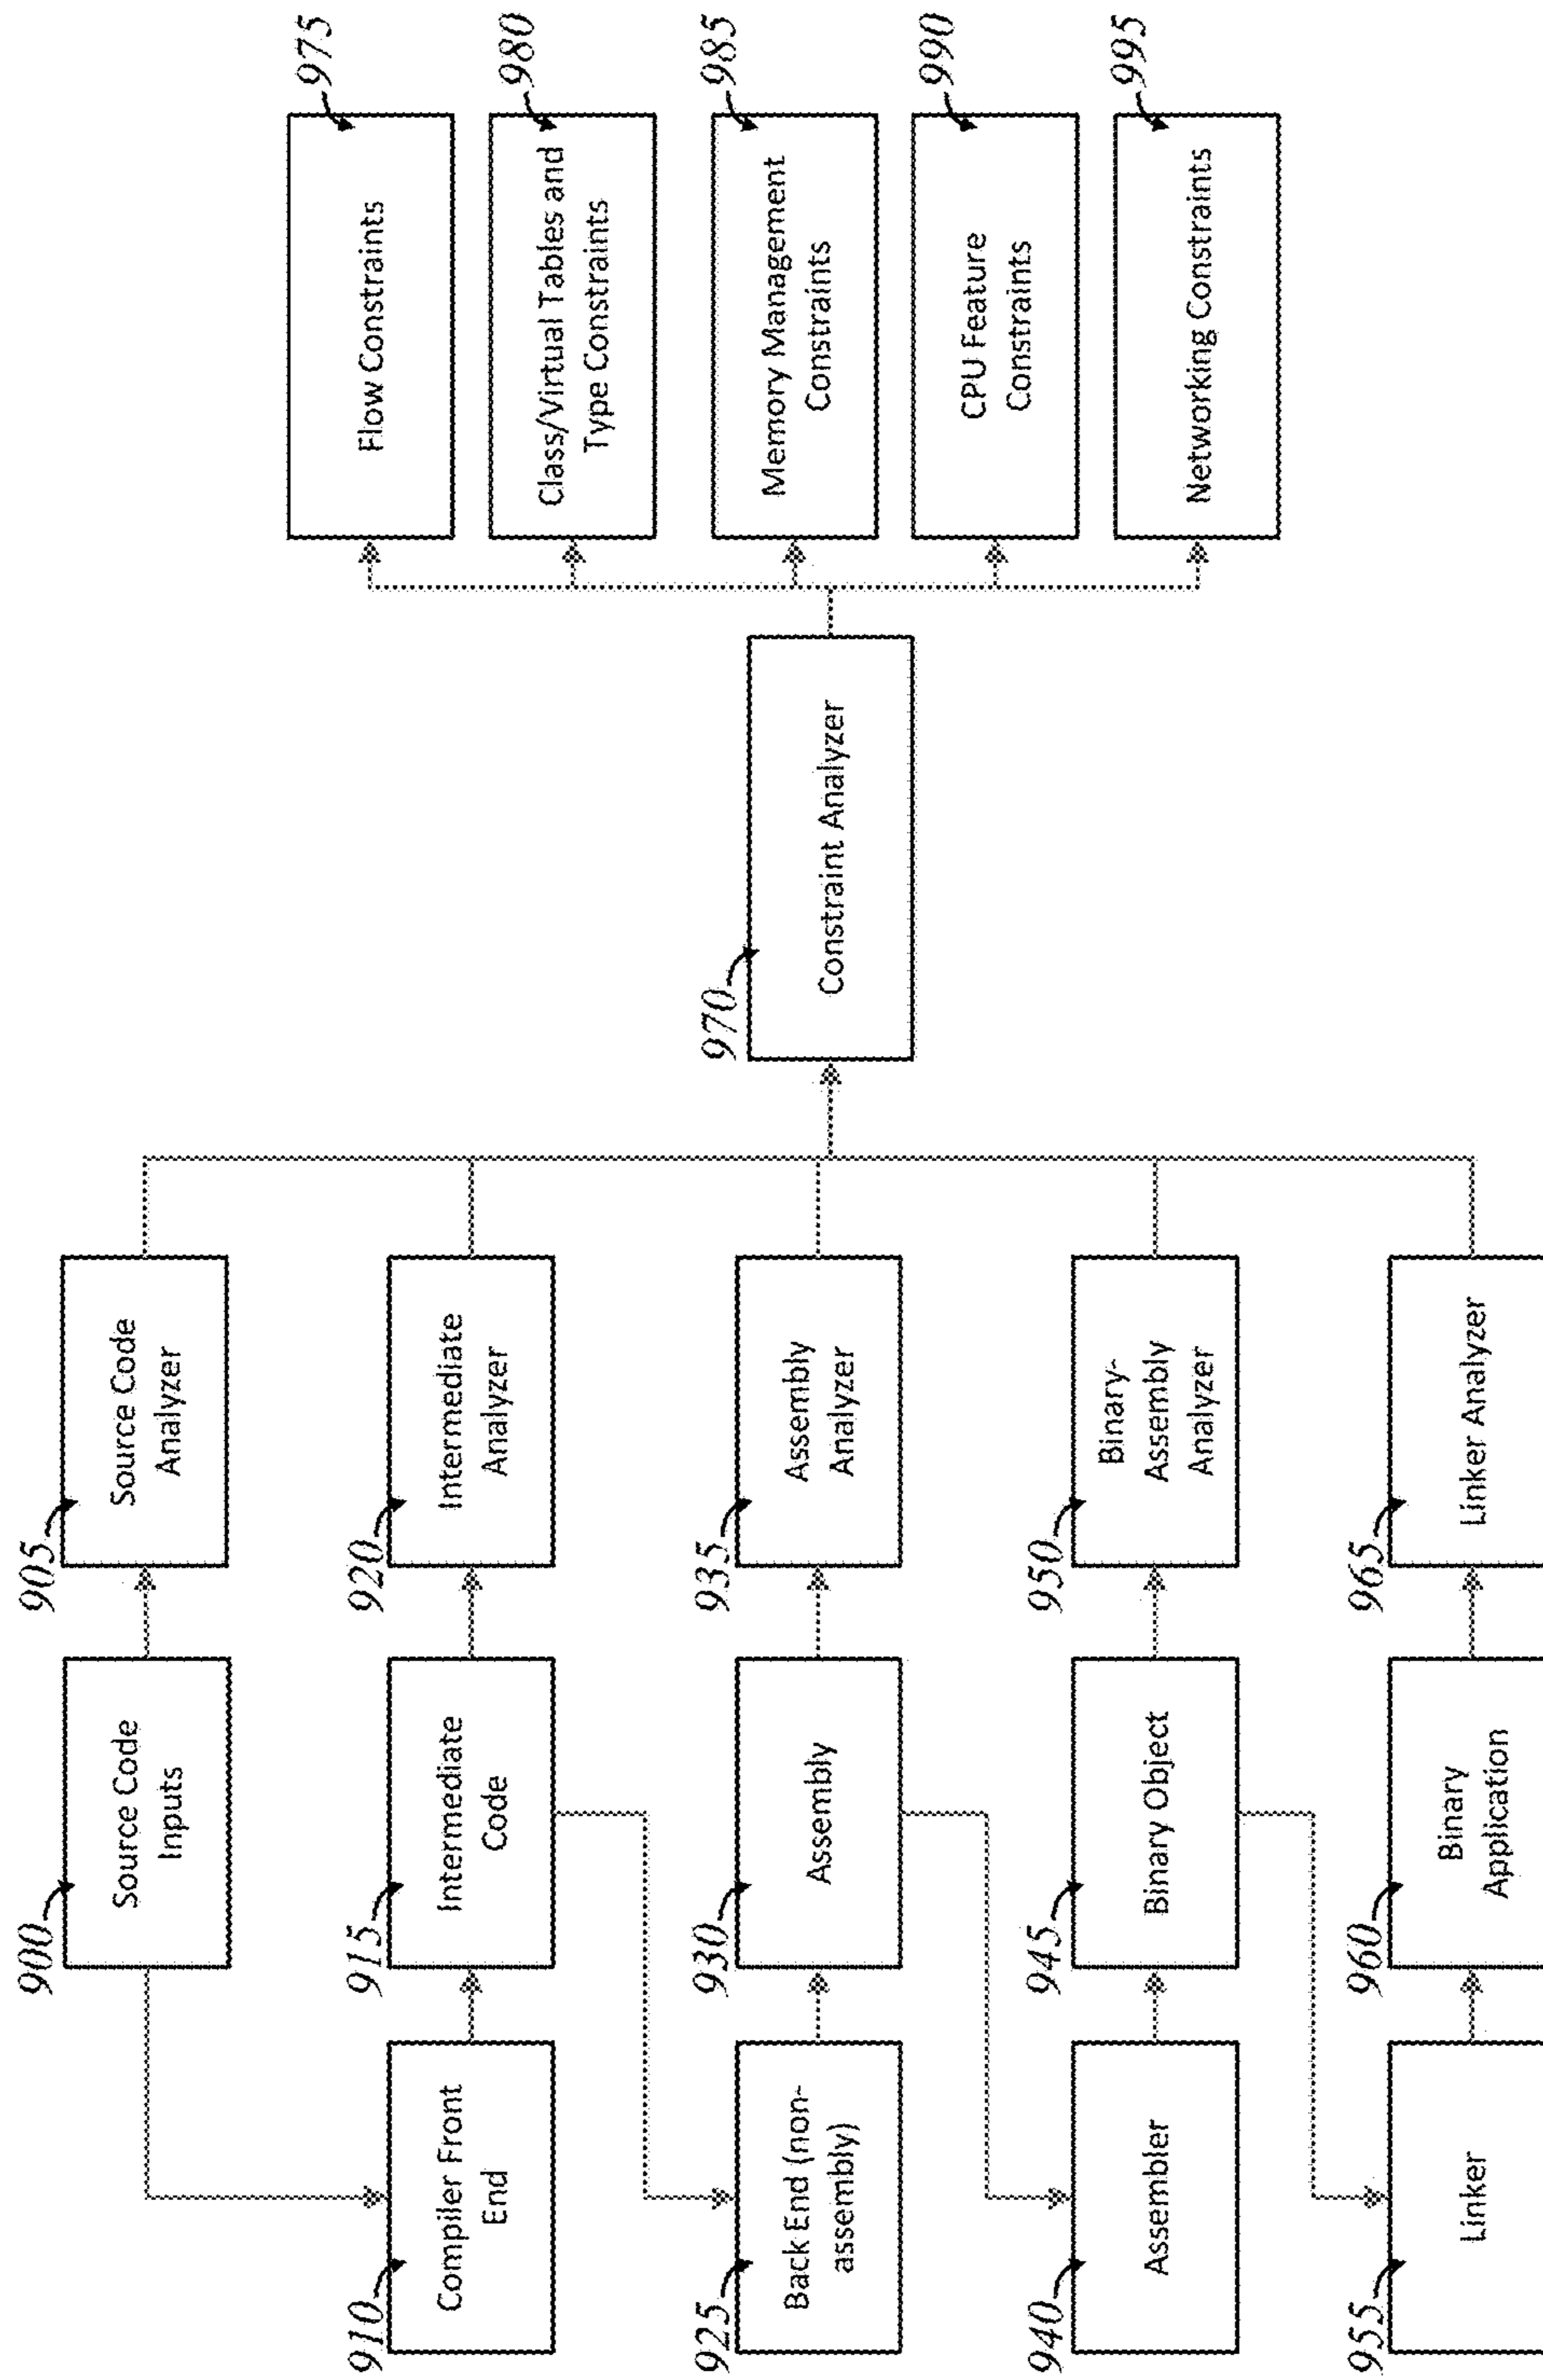 900
Source Code
Inputs
905
Source Code
Analyzer
910
Compiler Front
End
915
Intermediate
Code
920
Intermediate
Analyzer
925
Back End (non-
assembly)
930
Assembly
935
Assembly
Analyzer
940
Assembler
945
Binary Object
950
Binary-
Assembly
Analyzer
955
Linker
960
Binary
Application
965
Linker Analyzer
970
Constraint Analyzer
975
Flow Constraints
980
Class/Virtual Tables and
Type Constraints
985
Memory Management
Constraints
990
CPU Feature
Constraints
995
Networking Constraints